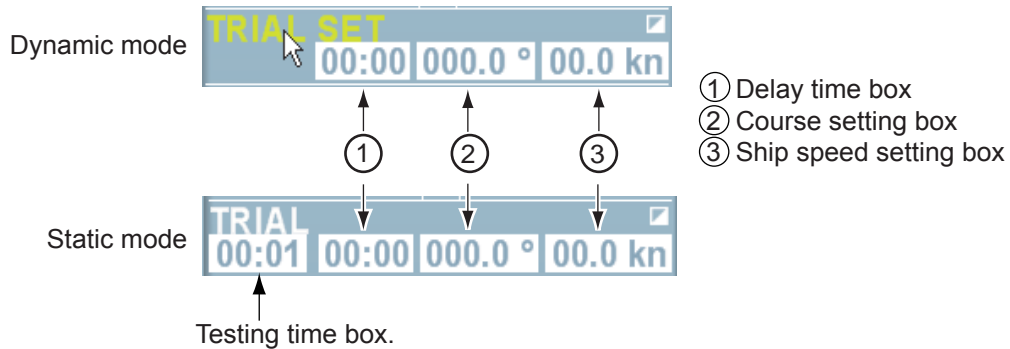 Dynamic mode
TRIAL SET
00:00 000.0 ° 00.0 kn
① Delay time box
② Course setting box
③ Ship speed setting box
1 2 3
Static mode
TRIAL
00:01 00:00 000.0 ° 00.0 kn
Testing time box.